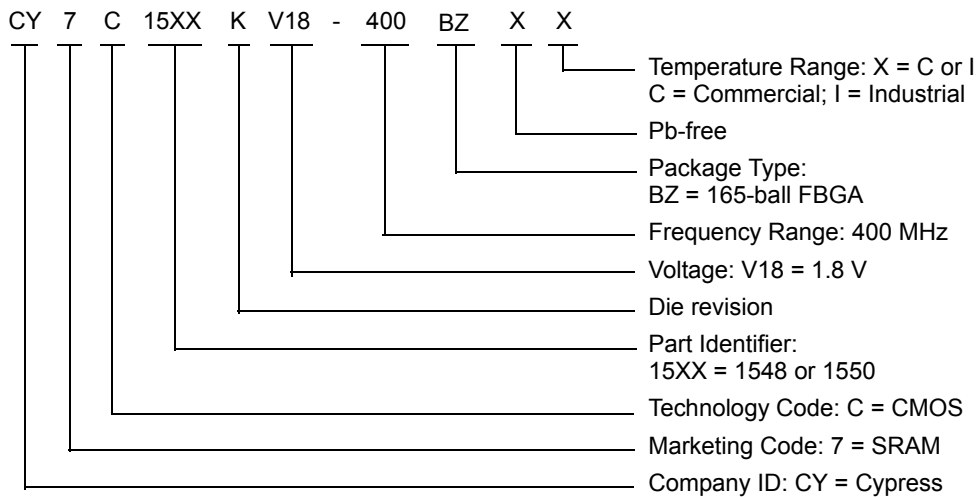 CY 7 C 15XX K V18 - 400 BZ X X
Temperature Range: X = C or I
C = Commercial; I = Industrial
Pb-free
Package Type:
BZ = 165-ball FBGA
Frequency Range: 400 MHz
Voltage: V18 = 1.8 V
Die revision
Part Identifier:
15XX = 1548 or 1550
Technology Code: C = CMOS
Marketing Code: 7 = SRAM
Company ID: CY = Cypress